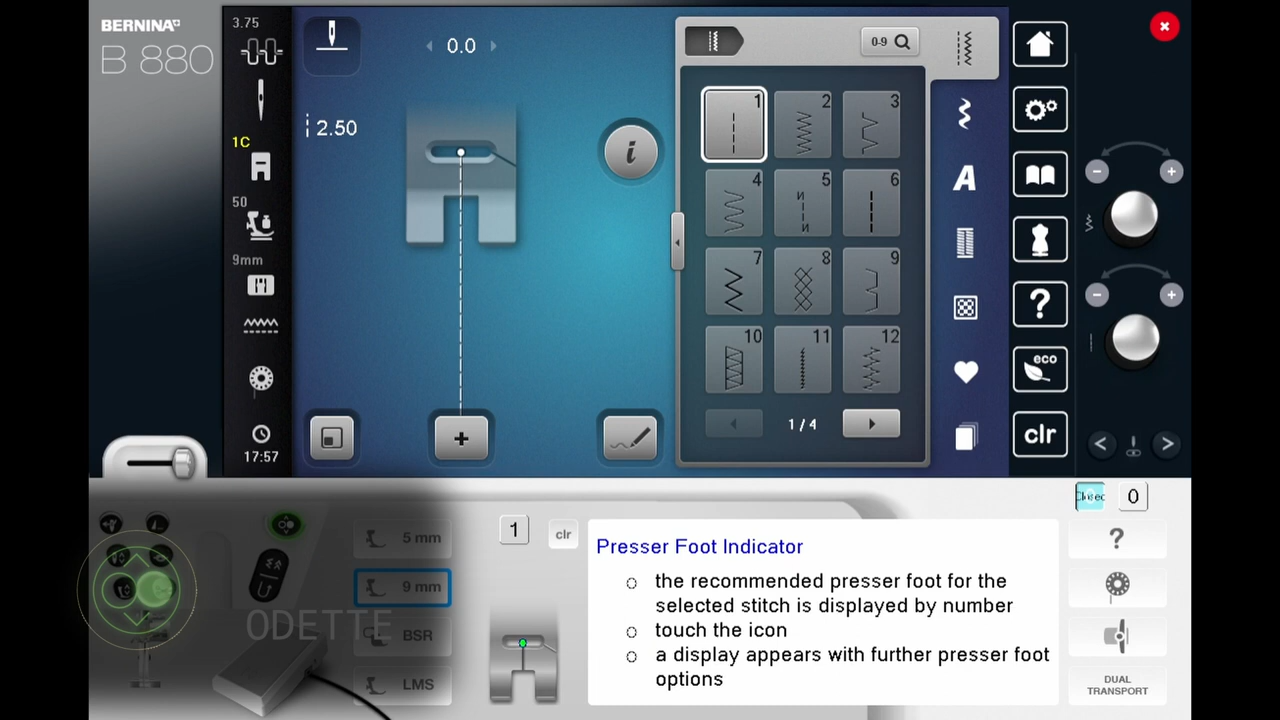 BERNINA
B 880
3.75
1C
50
9mm
17:57
0.0
2.50
i
0-9
1
2
3
4
5
6
7
8
9
10
11
12
1 / 4
A
?
eco
clr
0
1
clr
5 mm
9 mm
BSR
LMS
ODETTE
Presser Foot Indicator
the recommended presser foot for the
selected stitch is displayed by number
touch the icon
a display appears with further presser foot
options
?
DUAL
TRANSPORT